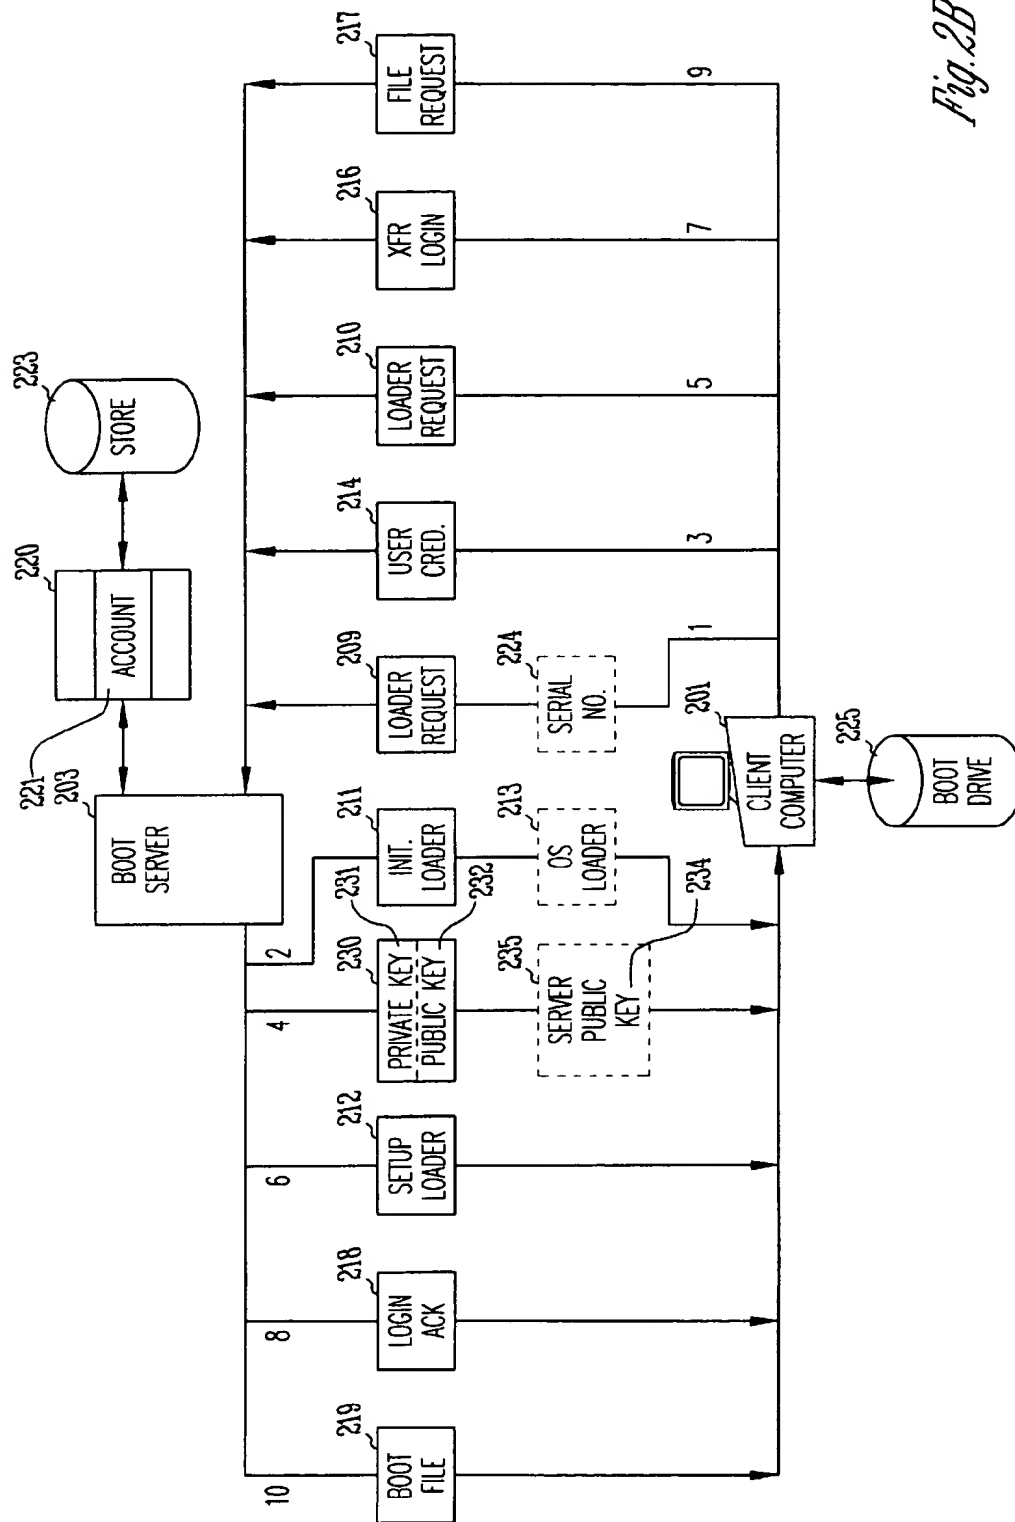 223
STORE
220
ACCOUNT
221
203
BOOT
SERVER
217
FILE
REQUEST
9
216
XFR
LOGIN
7
210
LOADER
REQUEST
5
214
USER
CRED.
3
209
LOADER
REQUEST
224
SERIAL
NO.
1
2
211
INIT.
LOADER
213
OS
LOADER
4
230
231
232
PRIVATE KEY
PUBLIC KEY
235
SERVER
PUBLIC
KEY
234
6
212
SETUP
LOADER
8
218
LOGIN
ACK
10
219
BOOT
FILE
201
CLIENT
COMPUTER
225
BOOT
DRIVE
Fig.2B